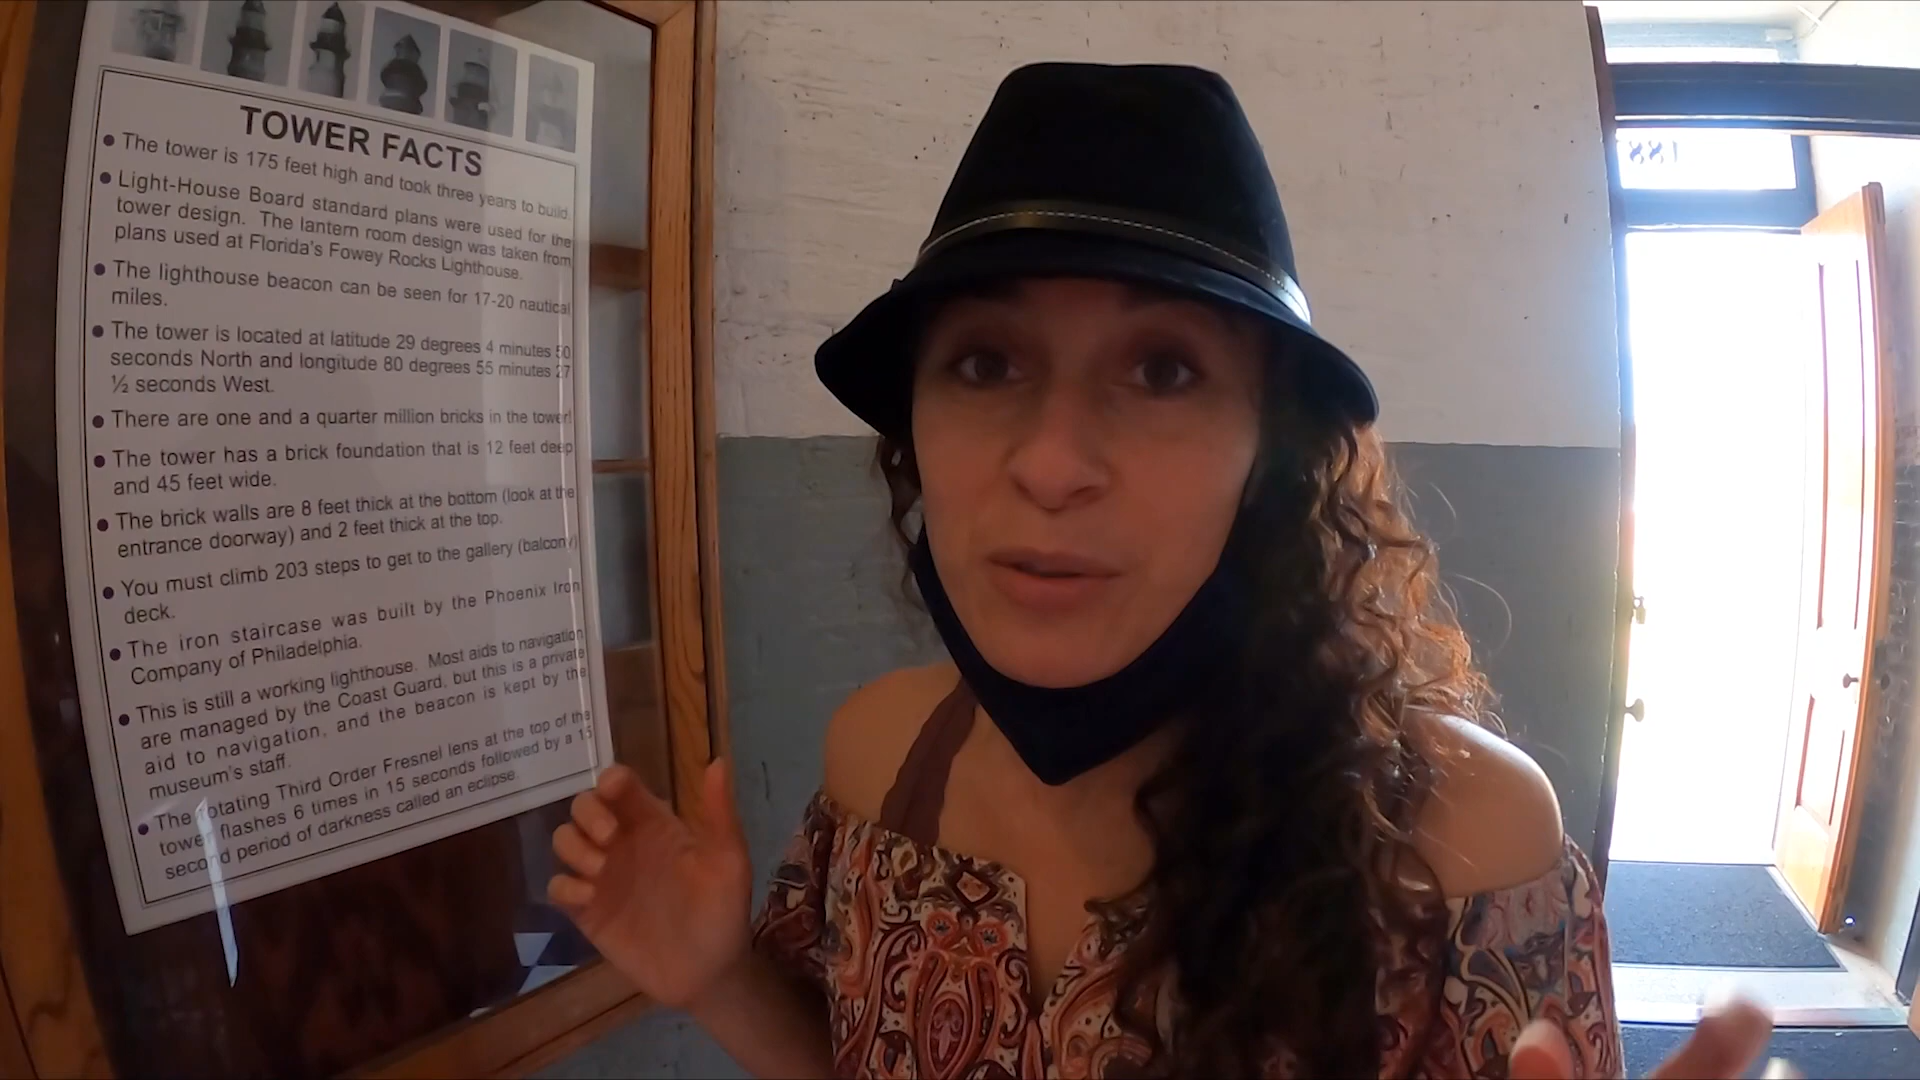 TOWER FACTS
● The tower is 175 feet high and took three years to build.
● Light-House Board standard plans were used for the
tower design. The lantern room design was taken from
plans used at Florida's Fowey Rocks Lighthouse.
● The lighthouse beacon can be seen for 17-20 nautical
miles.
● The tower is located at latitude 29 degrees 4 minutes 50
seconds North and longitude 80 degrees 55 minutes 27
½ seconds West.
● There are one and a quarter million bricks in the tower!
● The tower has a brick foundation that is 12 feet deep
and 45 feet wide.
● The brick walls are 8 feet thick at the bottom (look at the
entrance doorway) and 2 feet thick at the top.
● You must climb 203 steps to get to the gallery (balcony)
deck.
● The iron staircase was built by the Phoenix Iron
Company of Philadelphia.
● This is still a working lighthouse. Most aids to navigation
are managed by the Coast Guard, but this is a private
aid to navigation, and the beacon is kept by the
museum's staff.
● The rotating Third Order Fresnel lens at the top of the
tower flashes 6 times in 15 seconds followed by a 15
second period of darkness called an eclipse.
1887